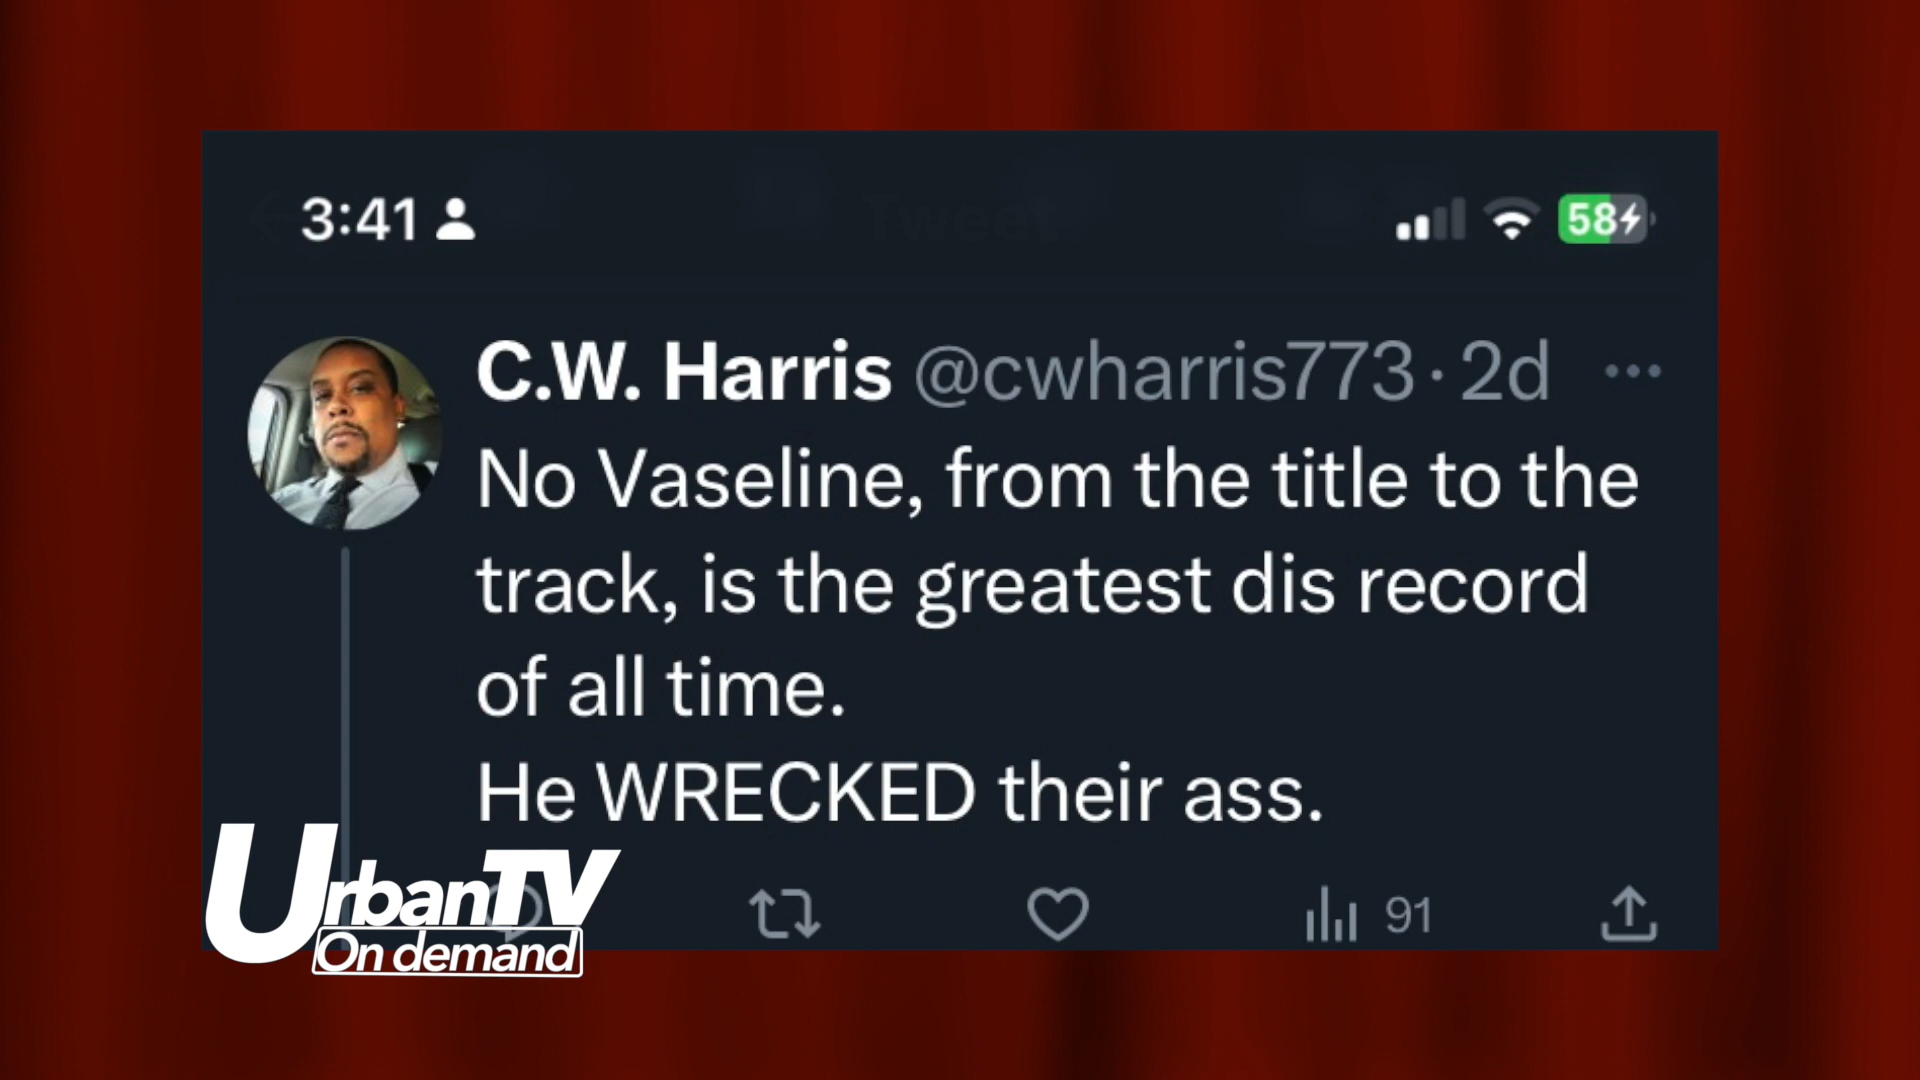 3:41
Tweet
58
C.W. Harris @cwharris773 · 2d
No Vaseline, from the title to the
track, is the greatest dis record
of all time.
He WRECKED their ass.
91
UrbanTV
On demand